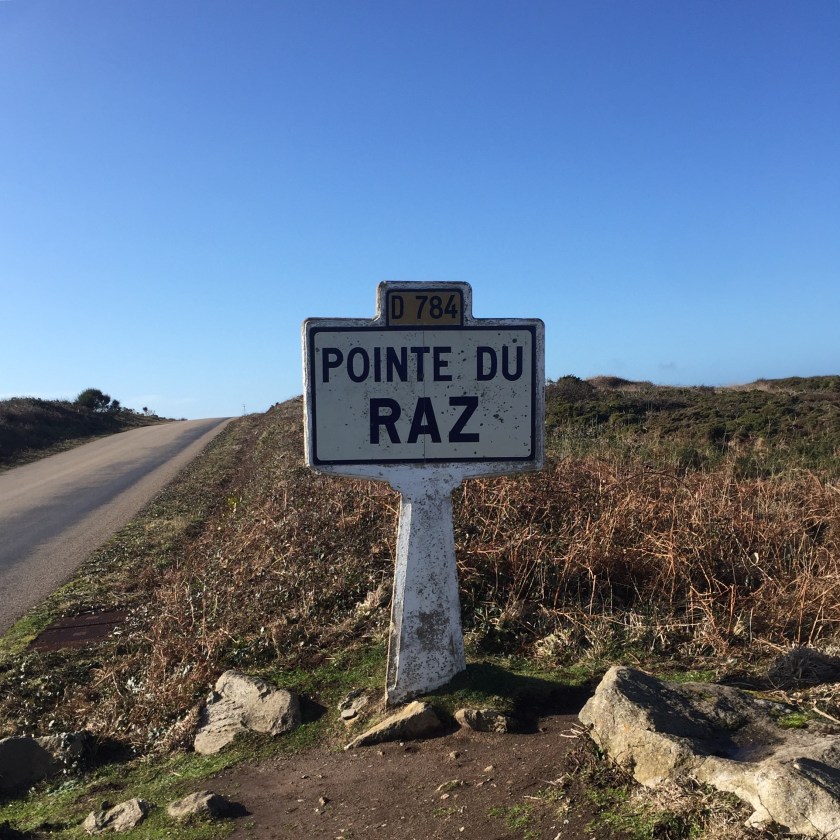 D 784
POINTE DU
RAZ